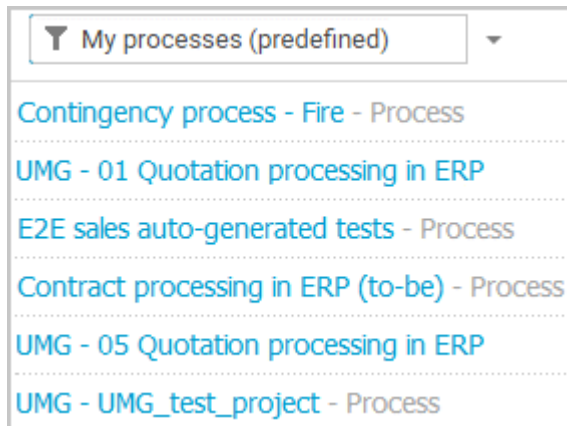 My processes (predefined)
Contingency process - Fire - Process
UMG - 01 Quotation processing in ERP
E2E sales auto-generated tests - Process
Contract processing in ERP (to-be) - Process
UMG - 05 Quotation processing in ERP
UMG - UMG_test_project - Process